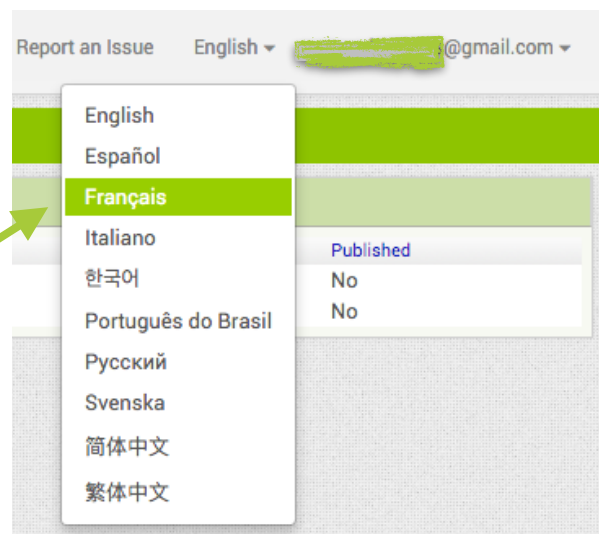 Report an Issue English @gmail.com
English
Español
Français
Italiano
한국어
Português do Brasil
Русский
Svenska
简体中文
繁体中文
Published
No
No